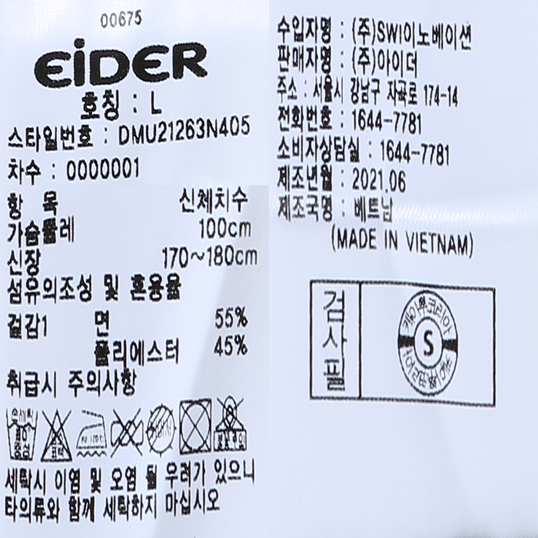 00675
EiDER
호칭 : L
스타일번호 : DMU21263N405
차수 : 0000001
항 목 신체치수
가슴둘레 100cm
신장 170~180cm
섬유의조성 및 혼용율
겉감1 면 55%
폴리에스터 45%
취급시 주의사항
세탁시 이염 및 오염 될 우려가 있으니
타의류와 함께 세탁하지 마십시오
수입자명 : (주)SWI이노베이션
판매자명 : (주)아이더
주소 : 서울시 강남구 자곡로 174-14
전화번호 : 1644-7781
소비자상담실 : 1644-7781
제조년월 : 2021.06
제조국명 : 베트남
(MADE IN VIETNAM)
검사필
S